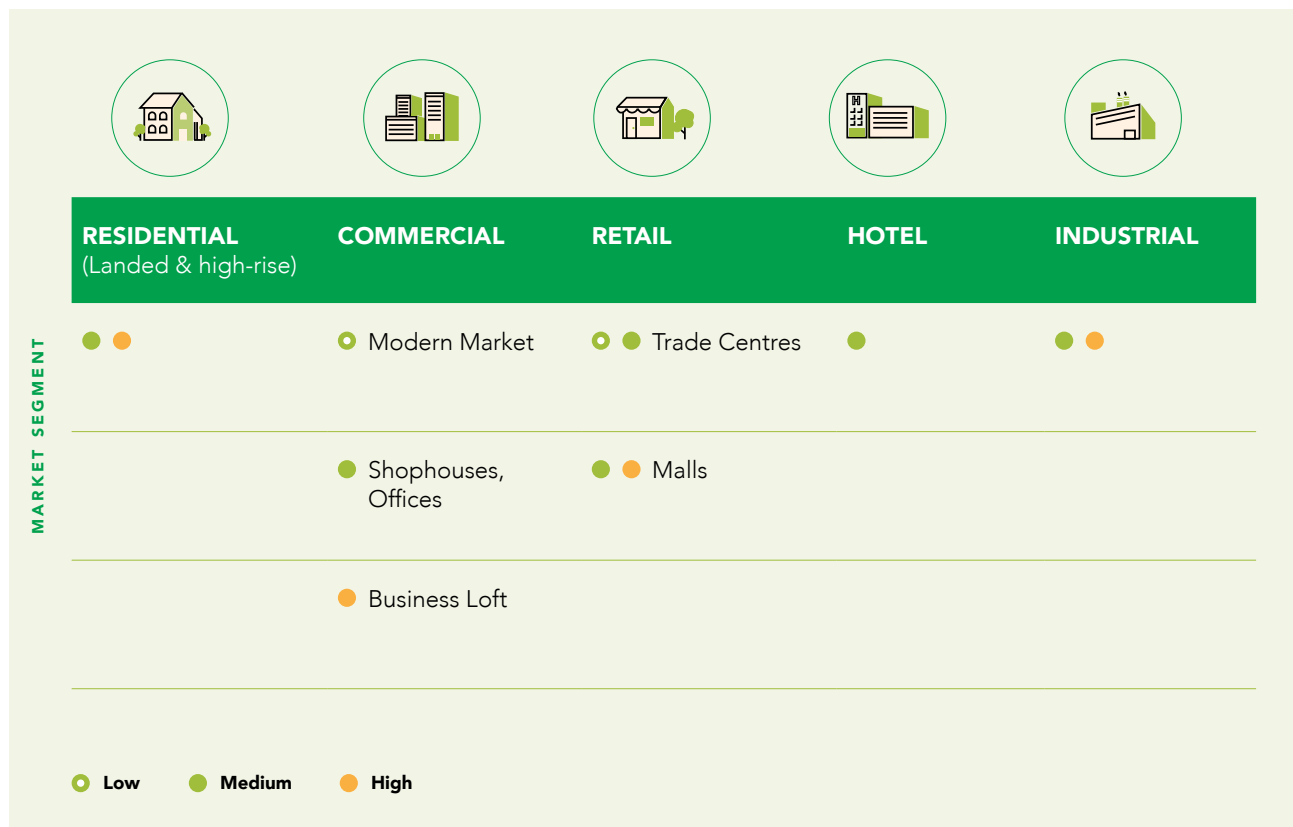 RESIDENTIAL
(Landed & high-rise)
COMMERCIAL
RETAIL
HOTEL
INDUSTRIAL
MARKET SEGMENT
Modern Market
Trade Centres
Shophouses,
Offices
Malls
Business Loft
Low
Medium
High
H